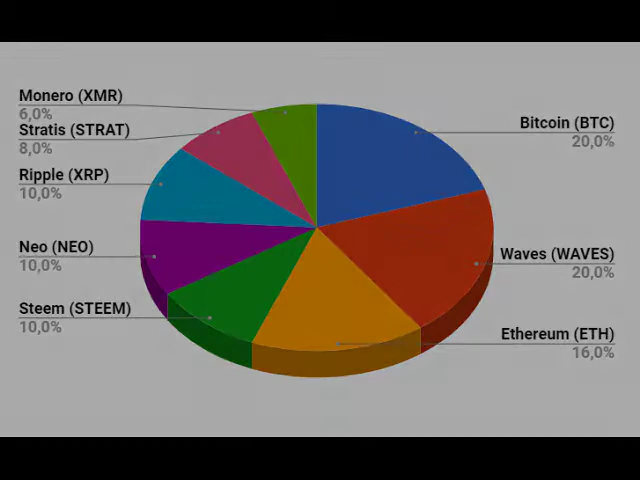 Monero (XMR)
6,0%
Stratis (STRAT)
8,0%
Ripple (XRP)
10,0%
Neo (NEO)
10,0%
Steem (STEEM)
10,0%
Bitcoin (BTC)
20,0%
Waves (WAVES)
20,0%
Ethereum (ETH)
16,0%